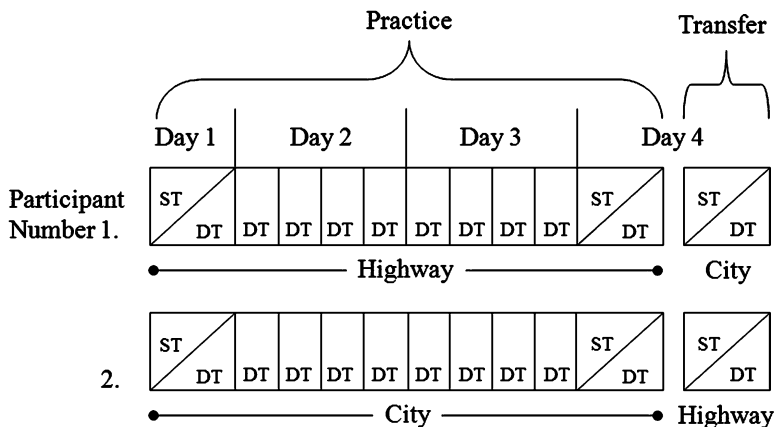 Practice
Transfer
Day 1 Day 2 Day 3 Day 4
Participant
Number 1.
ST DT DT DT DT DT DT DT DT DT ST DT ST DT
Highway City
2.
ST DT DT DT DT DT DT DT DT DT ST DT ST DT
City Highway